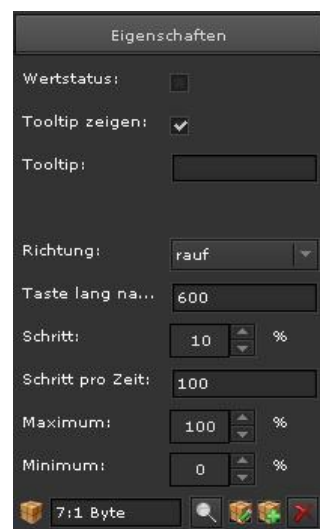 Eigenschaften
Wertstatus:
Tooltip zeigen:
Tooltip:
Richtung: rauf
Taste lang na... 600
Schritt: 10 %
Schritt pro Zeit: 100
Maximum: 100 %
Minimum: 0 %
7:1 Byte